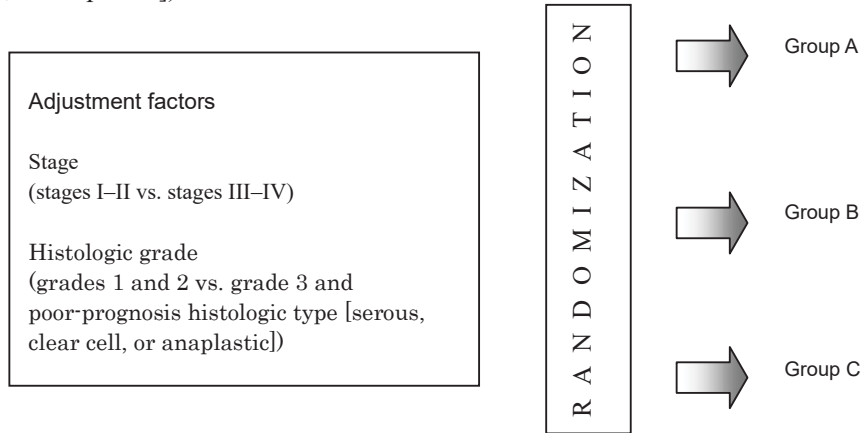 Adjustment factors
Stage
(stages I–II vs. stages III–IV)
Histologic grade
(grades 1 and 2 vs. grade 3 and
poor-prognosis histologic type [serous,
clear cell, or anaplastic])
RANDOMIZATION
Group A
Group B
Group C